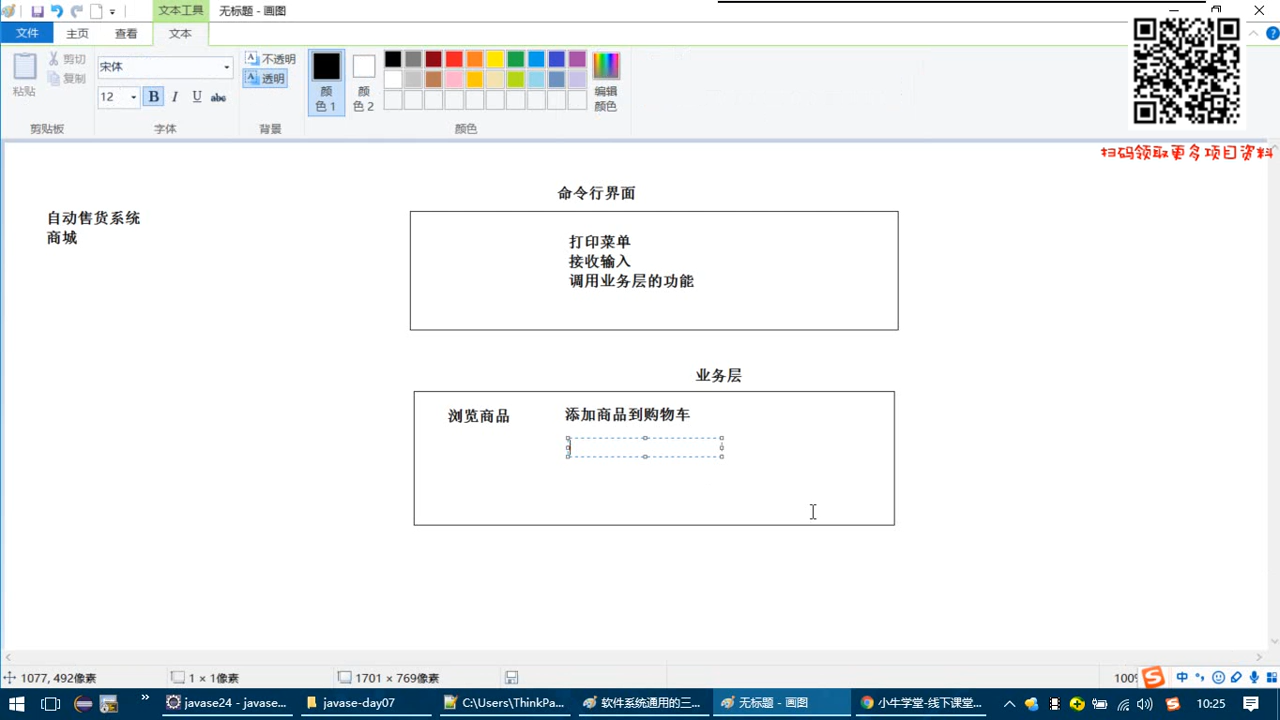 文本工具
无标题 - 画图
文件
主页
查看
文本
粘贴
剪切
复制
剪贴板
宋体
12
B
I
U
abc
字体
A
不透明
A
透明
背景
颜色 1
颜色 2
编辑颜色
颜色
扫码领取更多项目资料
自动售货系统
商城
命令行界面
打印菜单
接收输入
调用业务层的功能
业务层
浏览商品
添加商品到购物车
1077, 492像素
1 × 1像素
1701 × 769像素
中
javase24 - javase...
javase-day07
C:\Users\ThinkPa...
软件系统通用的三...
无标题 - 画图
小牛学堂-线下课堂...
10:25